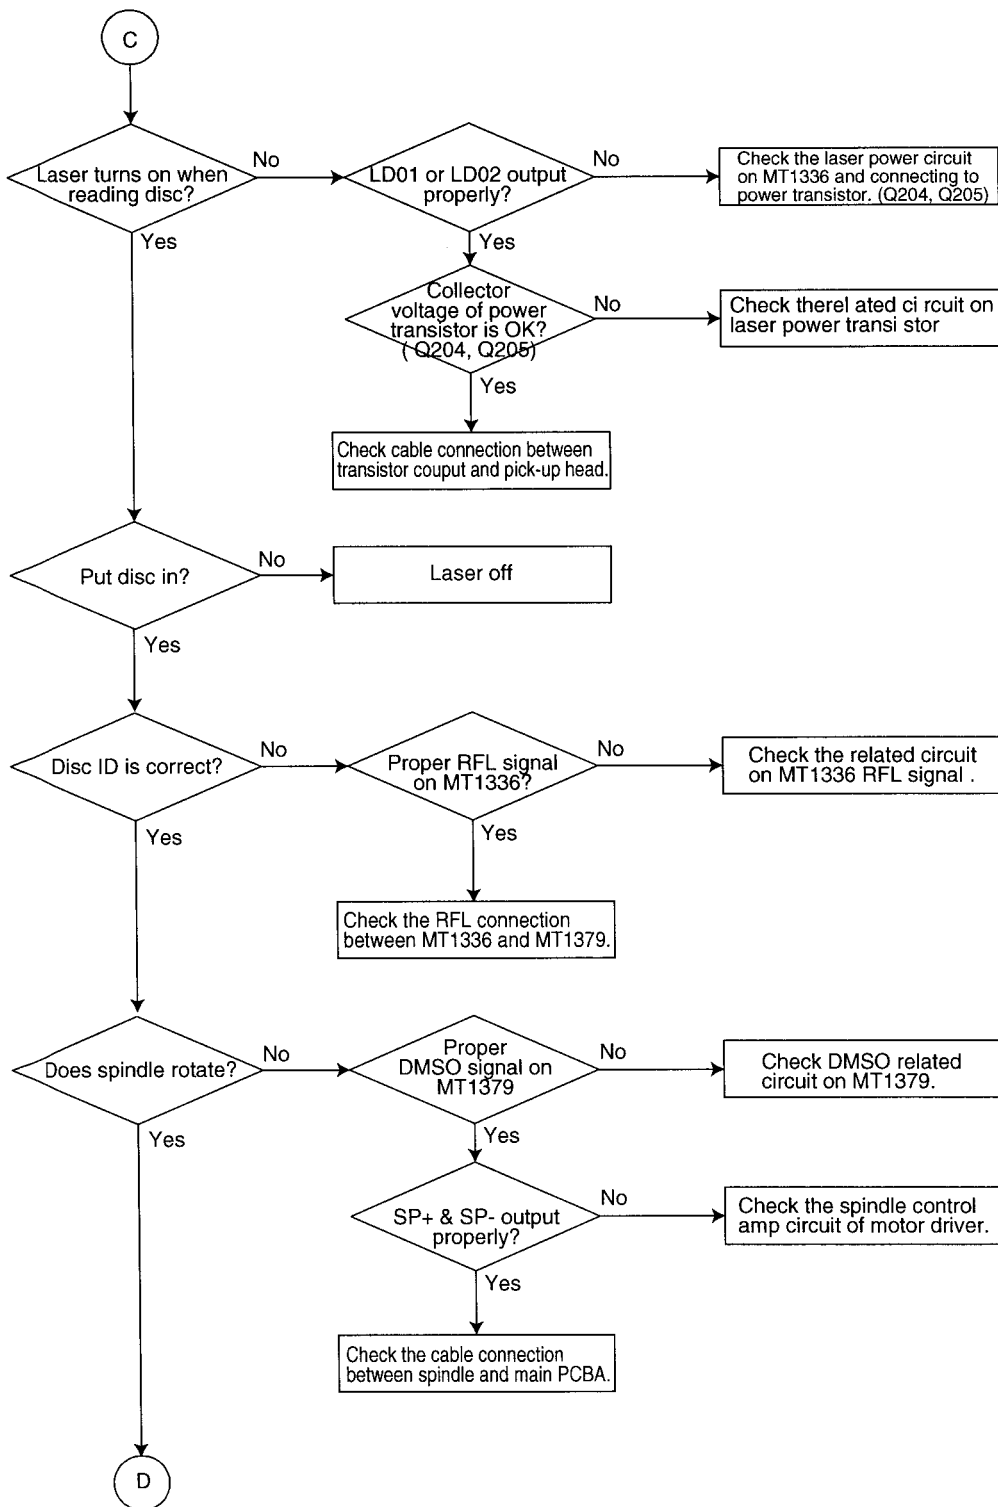 C
Laser turns on when
reading disc?
No
LD01 or LD02 output
properly?
No
Check the laser power circuit
on MT1336 and connecting to
power transistor. (Q204, Q205)
Yes
Yes
Collector
voltage of power
transistor is OK?
( Q204, Q205)
No
Check therel ated ci rcuit on
laser power transi stor
Yes
Check cable connection between
transistor couput and pick-up head.
Put disc in?
No
Laser off
Yes
Disc ID is correct?
No
Proper RFL signal
on MT1336?
No
Check the related circuit
on MT1336 RFL signal .
Yes
Yes
Check the RFL connection
between MT1336 and MT1379.
Does spindle rotate?
No
Proper
DMSO signal on
MT1379
No
Check DMSO related
circuit on MT1379.
Yes
Yes
SP+ & SP- output
properly?
No
Check the spindle control
amp circuit of motor driver.
Yes
Check the cable connection
between spindle and main PCBA.
D